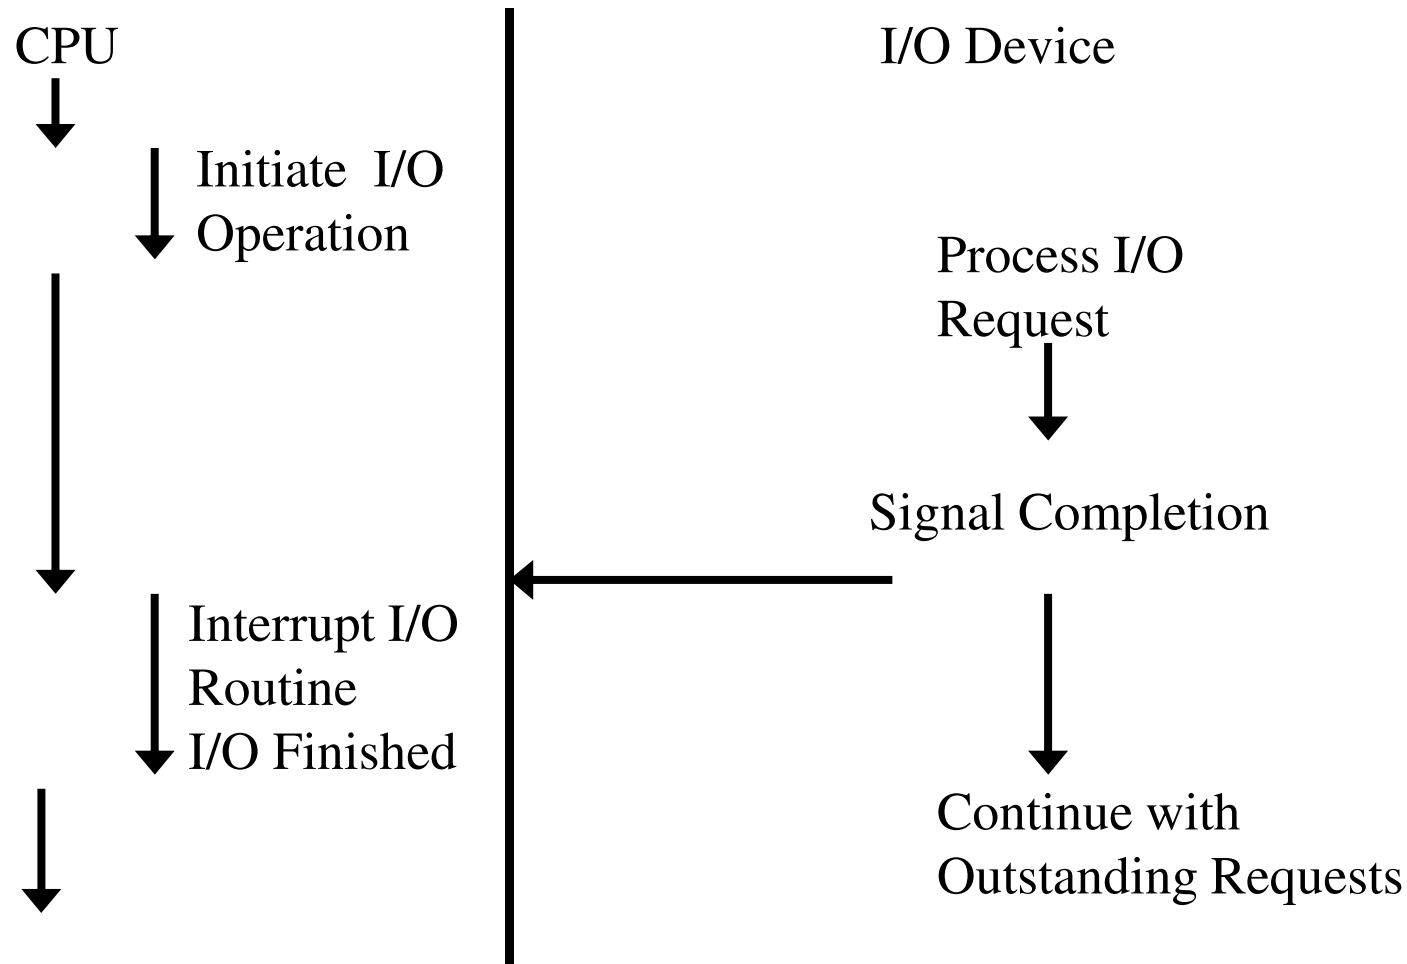 CPU
I/O Device
Initiate I/O
Operation
Process I/O
Request
Signal Completion
Interrupt I/O
Routine
I/O Finished
Continue with
Outstanding Requests